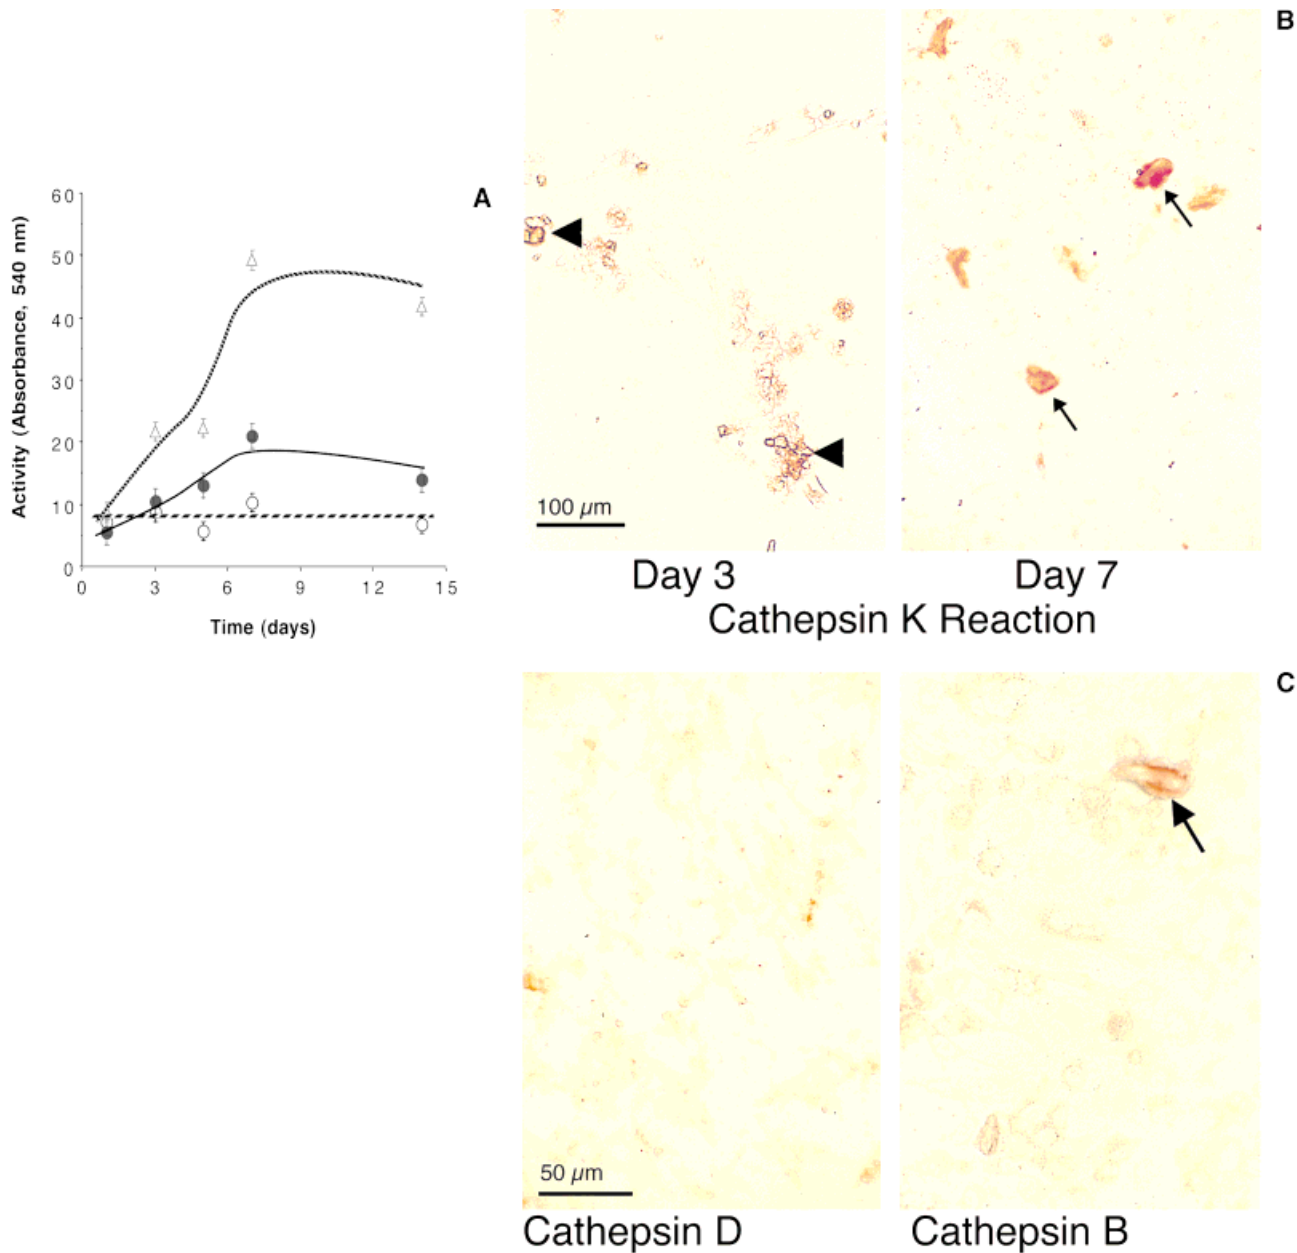 A
Activity (Absorbance, 540 nm)
60
50
40
30
20
10
0
0 3 6 9 12 15
Time (days)
B
100 µm
Day 3 Day 7
Cathepsin K Reaction
C
50 µm
Cathepsin D Cathepsin B